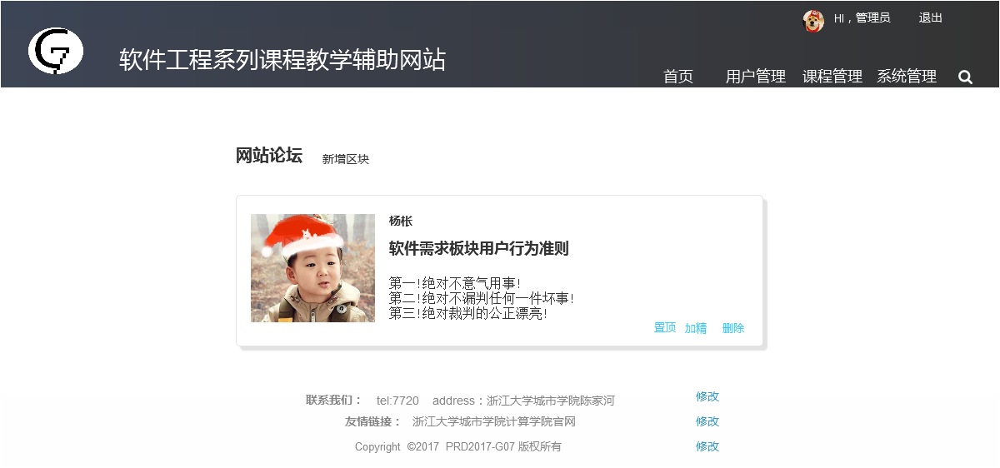 HI，管理员 退出
G7
软件工程系列课程教学辅助网站
首页 用户管理 课程管理 系统管理
网站论坛 新增区块
杨枨
软件需求板块用户行为准则
第一!绝对不意气用事!
第二!绝对不漏判任何一件坏事!
第三!绝对裁判的公正漂亮!
置顶 加精 删除
联系我们： tel:7720 address：浙江大学城市学院陈家河 修改
友情链接： 浙江大学城市学院计算学院官网 修改
Copyright ©2017 PRD2017-G07 版权所有 修改